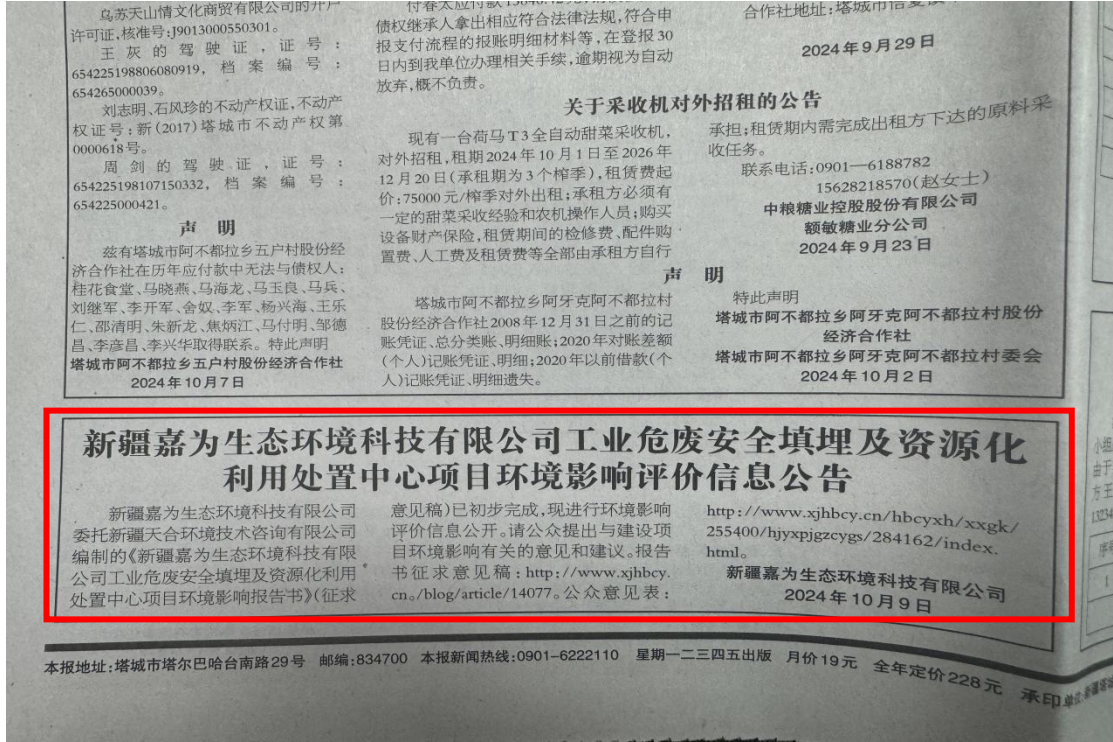 乌苏天山情文化商贸有限公司的开户
许可证,核准号:J9013000550301。
王灰的驾驶证,证号:
654225198806080919,档案编号:
654265000039。
刘志明、石风珍的不动产权证,不动产
权证号:新(2017)塔城市不动产权第
0000618号。
周剑的驾驶证,证号:
654225198107150332,档案编号:
654225000421。
声 明
兹有塔城市阿不都拉乡五户村股份经
济合作社在历年应付款中无法与债权人:
桂花食堂、马晓燕、马海龙、马玉良、马兵、
刘继军、李开军、舍奴、李军、杨兴海、王乐
仁、邵清明、朱新龙、焦炳江、马付明、邹德
昌、李彦昌、李兴华取得联系。特此声明
塔城市阿不都拉乡五户村股份经济合作社
2024年10月7日
债权继承人拿出相应符合法律法规,符合申
报支付流程的报账明细材料等,在登报30
日内到我单位办理相关手续,逾期视为自动
放弃,概不负责。
合作社地址:塔城市
2024年9月29日
关于采收机对外招租的公告
现有一台荷马T3全自动甜菜采收机,
对外招租,租期2024年10月1日至2026年
12月20日(承租期为3个榨季),租赁费起
价:75000元/榨季对外出租;承租方必须有
一定的甜菜采收经验和农机操作人员;购买
设备财产保险,租赁期间的检修费、配件购
置费、人工费及租赁费等全部由承租方自行
承担;租赁期内需完成出租方下达的原料采
收任务。
联系电话:0901—6188782
15628218570(赵女士)
中粮糖业控股股份有限公司
额敏糖业分公司
2024年9月23日
声 明
塔城市阿不都拉乡阿牙克阿不都拉村
股份经济合作社2008年12月31日之前的记
账凭证、总分类账、明细账;2020年对账差额
(个人)记账凭证、明细;2020年以前借款(个
人)记账凭证、明细遗失。
特此声明
塔城市阿不都拉乡阿牙克阿不都拉村股份
经济合作社
塔城市阿不都拉乡阿牙克阿不都拉村委会
2024年10月2日
新疆嘉为生态环境科技有限公司工业危废安全填埋及资源化
利用处置中心项目环境影响评价信息公告
新疆嘉为生态环境科技有限公司
委托新疆天合环境技术咨询有限公司
编制的《新疆嘉为生态环境科技有限
公司工业危废安全填埋及资源化利用
处置中心项目环境影响报告书》(征求
意见稿)已初步完成,现进行环境影响
评价信息公开。请公众提出与建设项
目环境影响有关的意见和建议。报告
书征求意见稿:http://www.xjhbcy.
cn。/blog/article/14077。公众意见表:
http://www.xjhbcy.cn/hbcyxh/xxgk/
255400/hjyxpjgzcygs/284162/index.
html。
新疆嘉为生态环境科技有限公司
2024年10月9日
本报地址:塔城市塔尔巴哈台南路29号 邮编:834700 本报新闻热线:0901-6222110 星期一二三四五出版 月价19元 全年定价228元 承印单位:新疆塔城